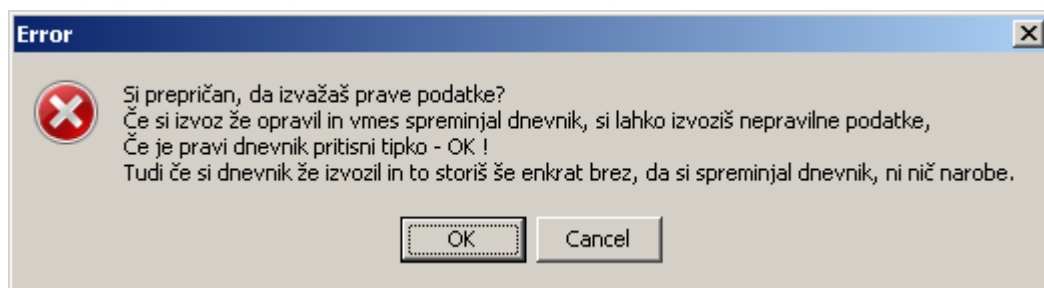 Error
Si prepričan, da izvažaš prave podatke?
Če si izvoz že opravil in vmes spreminjal dnevnik, si lahko izvoziš nepravilne podatke,
Če je pravi dnevnik pritisni tipko - OK !
Tudi če si dnevnik že izvozil in to storiš še enkrat brez, da si spreminjal dnevnik, ni nič narobe.
OK
Cancel